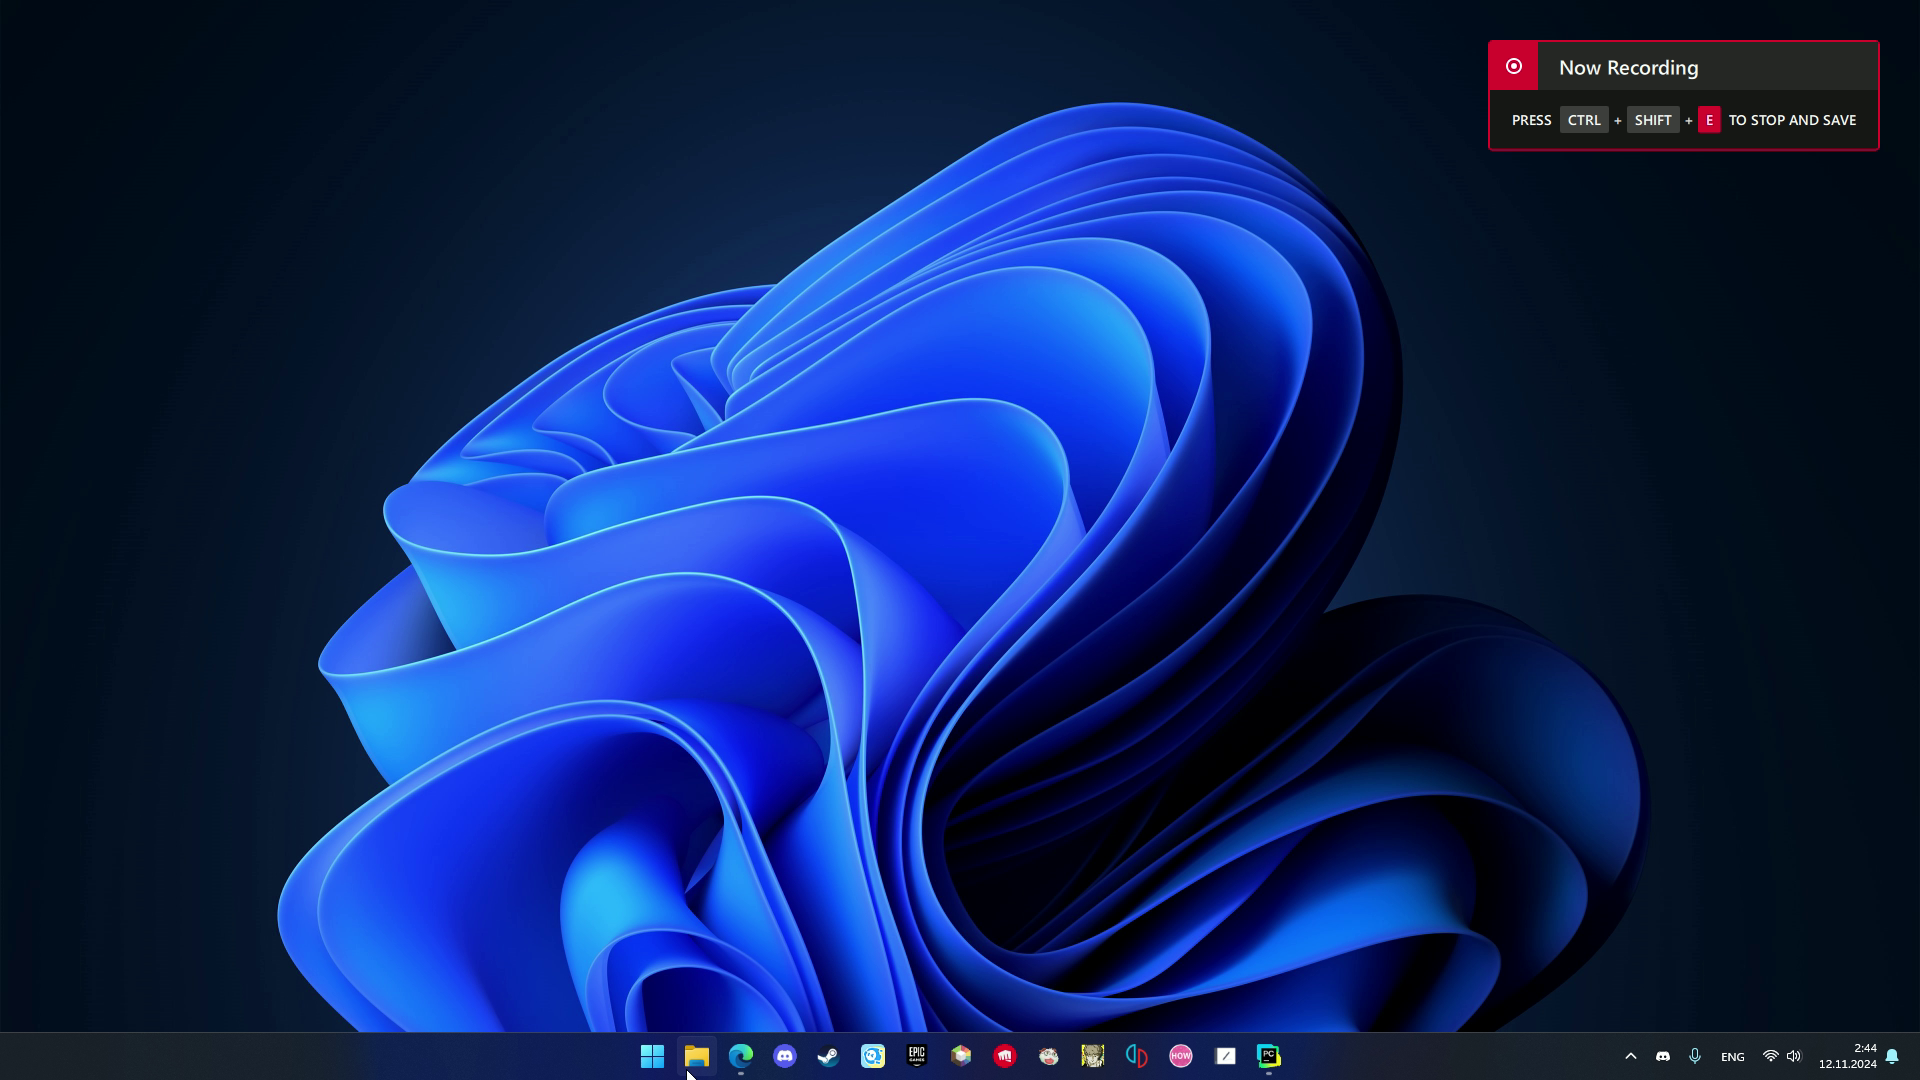 Now Recording
PRESS CTRL + SHIFT + E TO STOP AND SAVE
EPIC GAMES
HOW
PC
ENG
2:44
12.11.2024